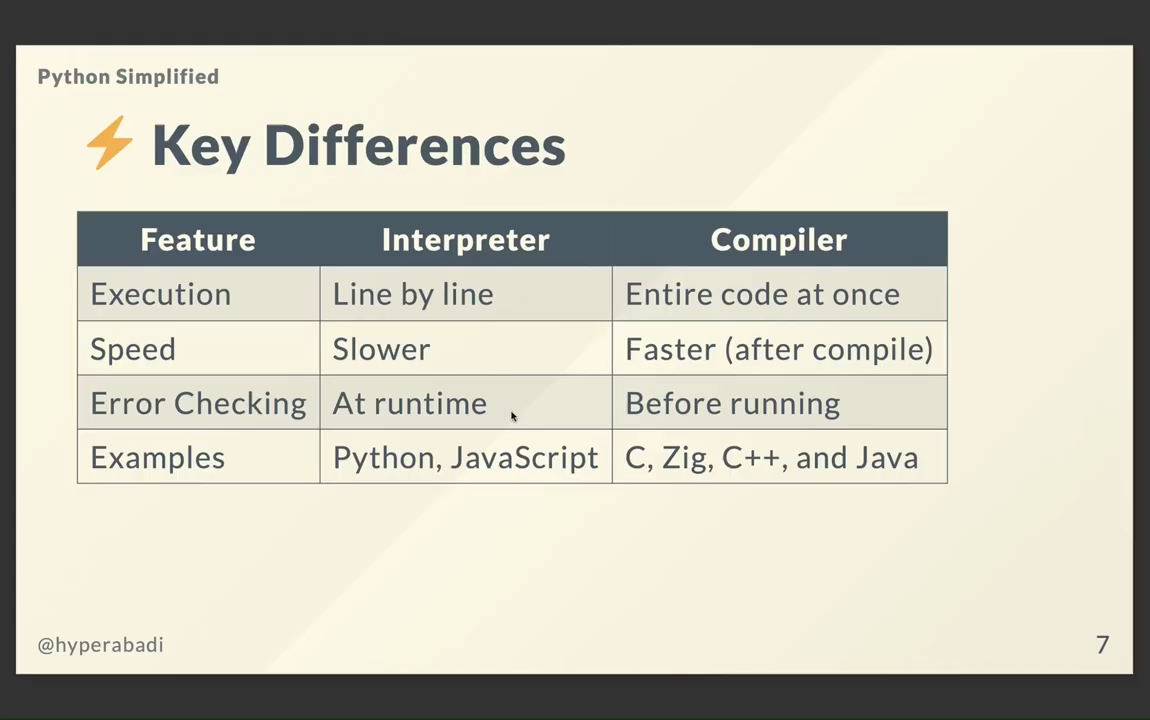 Python Simplified
⚡ Key Differences
Feature Interpreter Compiler
Execution Line by line Entire code at once
Speed Slower Faster (after compile)
Error Checking At runtime Before running
Examples Python, JavaScript C, Zig, C++, and Java
@hyperabadi 7